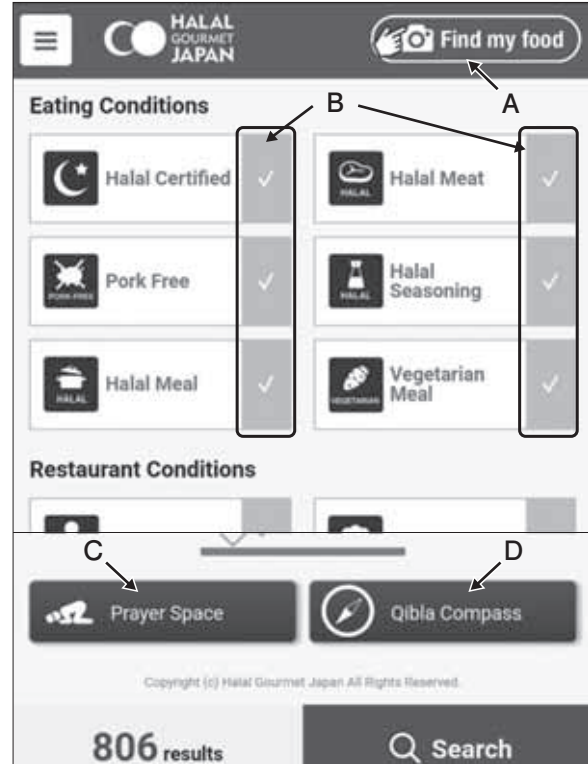 HALAL
GOURMET
JAPAN
Find my food
A
Eating Conditions
B
Halal Certified
HALAL
Halal Meat
PORK FREE
Pork Free
HALAL
Halal
Seasoning
HALAL
Halal Meal
VEGETARIAN
Vegetarian
Meal
Restaurant Conditions
C
D
Prayer Space
Qibla Compass
Copyright (c) Halal Gourmet Japan All Rights Reserved.
806 results
Search